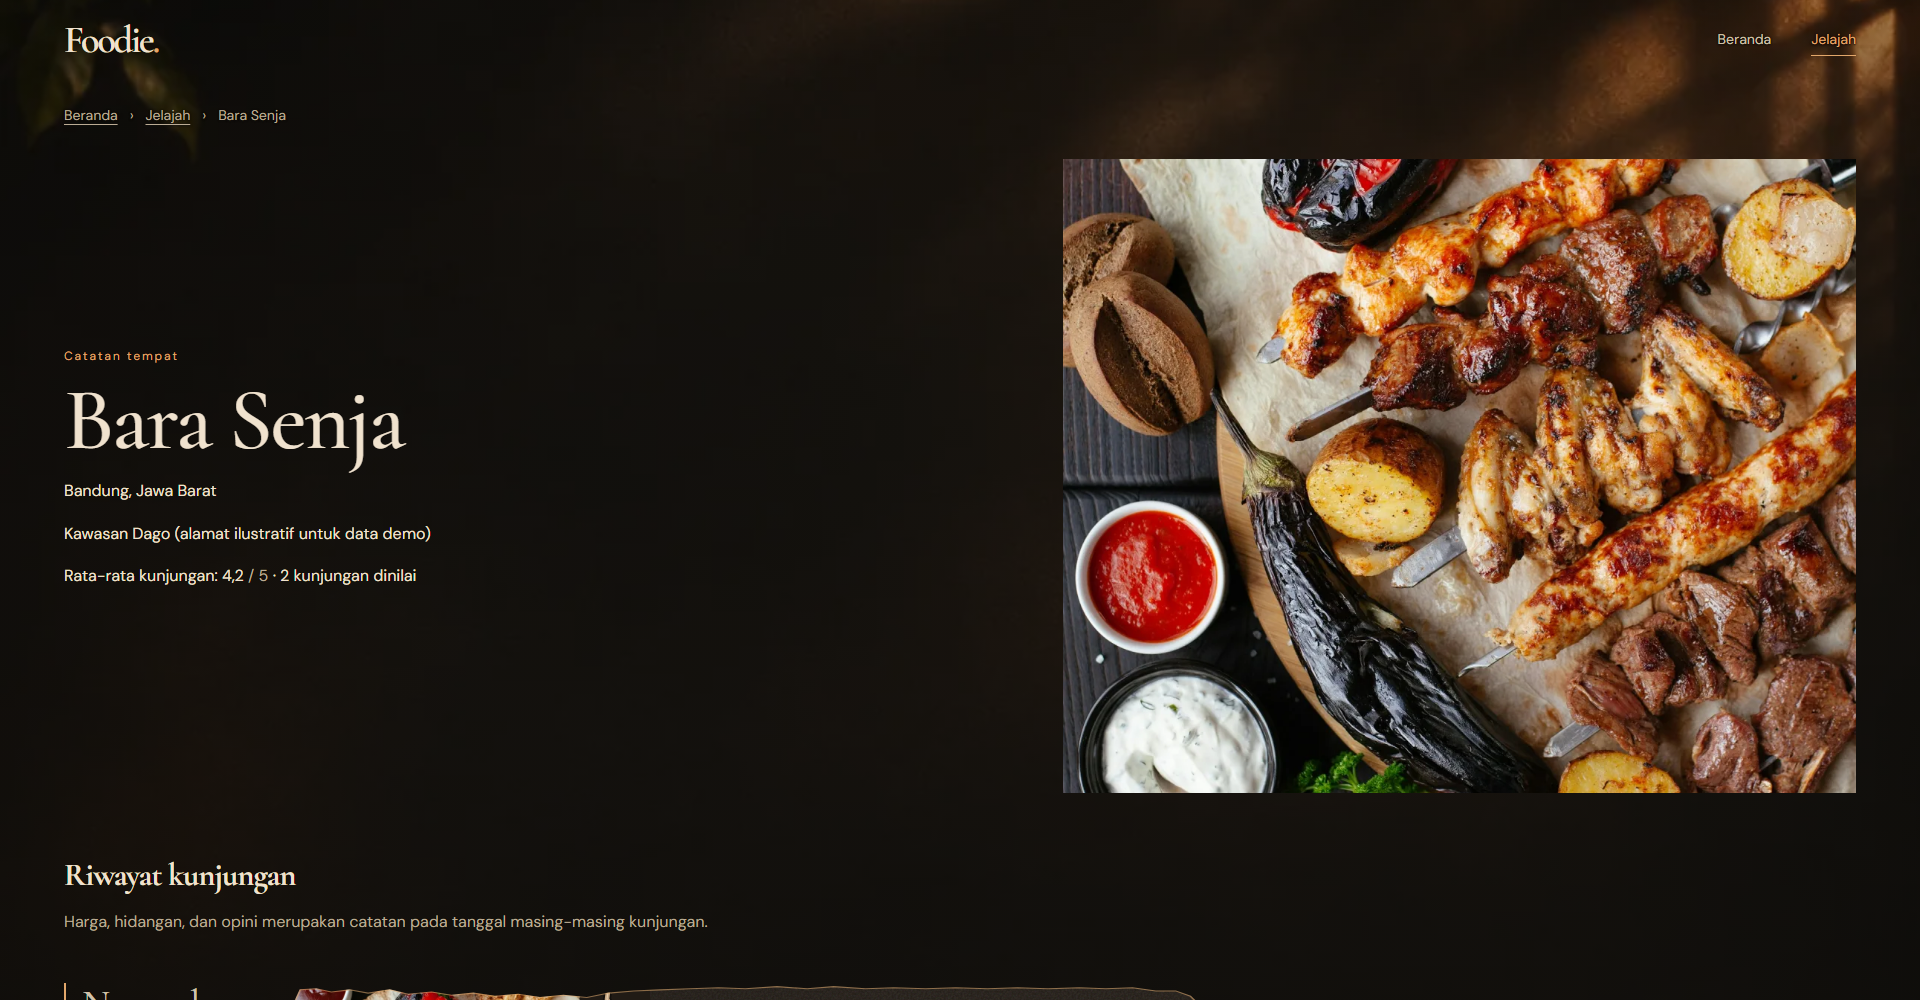 Foodie.
Beranda Jelajah
Beranda › Jelajah › Bara Senja
Catatan tempat
Bara Senja
Bandung, Jawa Barat
Kawasan Dago (alamat ilustratif untuk data demo)
Rata-rata kunjungan: 4,2 / 5 · 2 kunjungan dinilai
Riwayat kunjungan
Harga, hidangan, dan opini merupakan catatan pada tanggal masing-masing kunjungan.